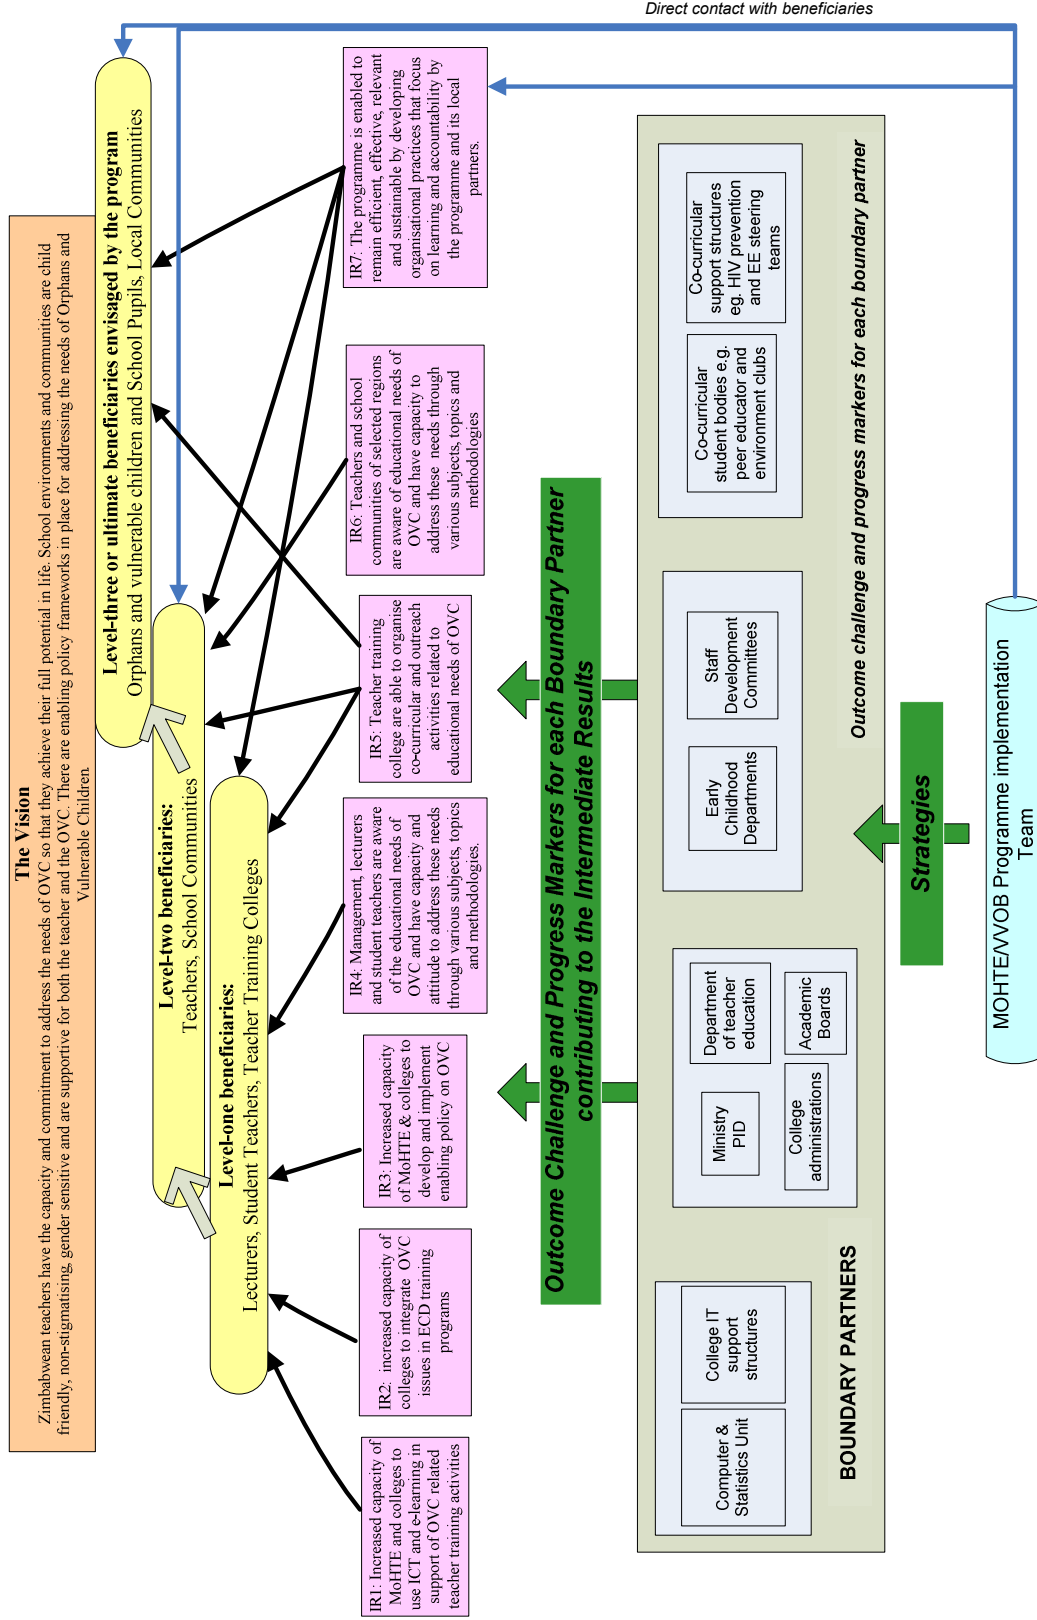 The Vision
Zimbabwean teachers have the capacity and commitment to address the needs of OVC so that they achieve their full potential in life. School environments and communities are child
friendly, non-stigmatising, gender sensitive and are supportive for both the teacher and the OVC. There are enabling policy frameworks in place for addressing the needs of Orphans and
Vulnerable Children
Level-three or ultimate beneficiaries envisaged by the program
Orphans and vulnerable children and School Pupils, Local Communities
Level-two beneficiaries:
Teachers, School Communities
Level-one beneficiaries:
Lecturers, Student Teachers, Teacher Training Colleges
IR1: Increased capacity of
MoHTE and colleges to
use ICT and e-learning in
support of OVC related
teacher training activities
IR2:  increased capacity of
colleges to integrate  OVC
issues in ECD training
programs
IR3: Increased capacity
of MoHTE & colleges to
develop and implement
enabling policy on OVC
IR4: Management, lecturers
and student teachers are aware
of the educational needs of
OVC and have capacity and
attitude to address these needs
through various subjects, topics
and methodologies.
IR5: Teacher training
college are able to organise
co-curricular and outreach
activities related to
educational needs of OVC
IR6: Teachers and school
communities of selected regions
are aware of educational needs of
OVC and have capacity to
address these  needs through
various subjects, topics and
methodologies
IR7: The programme is enabled to
remain efficient, effective, relevant
and sustainable by developing
organisational practices that focus
on learning and accountability by
the programme and its local
partners.
Outcome Challenge and Progress Markers for each Boundary Partner
contributing to the Intermediate Results
Computer &
Statistics Unit
College IT
support
structures
Ministry
PID
Department
of teacher
education
College
administrations
Academic
Boards
Early
Childhood
Departments
Staff
Development
Committees
Co-curricular
student bodies e.g.
peer educator and
environment clubs
Co-curricular
support structures
eg. HIV prevention
and EE steering
teams
BOUNDARY PARTNERS
Outcome challenge and progress markers for each boundary partner
Strategies
MOHTE/VVOB Programme implementation
Team
Direct contact with beneficiaries